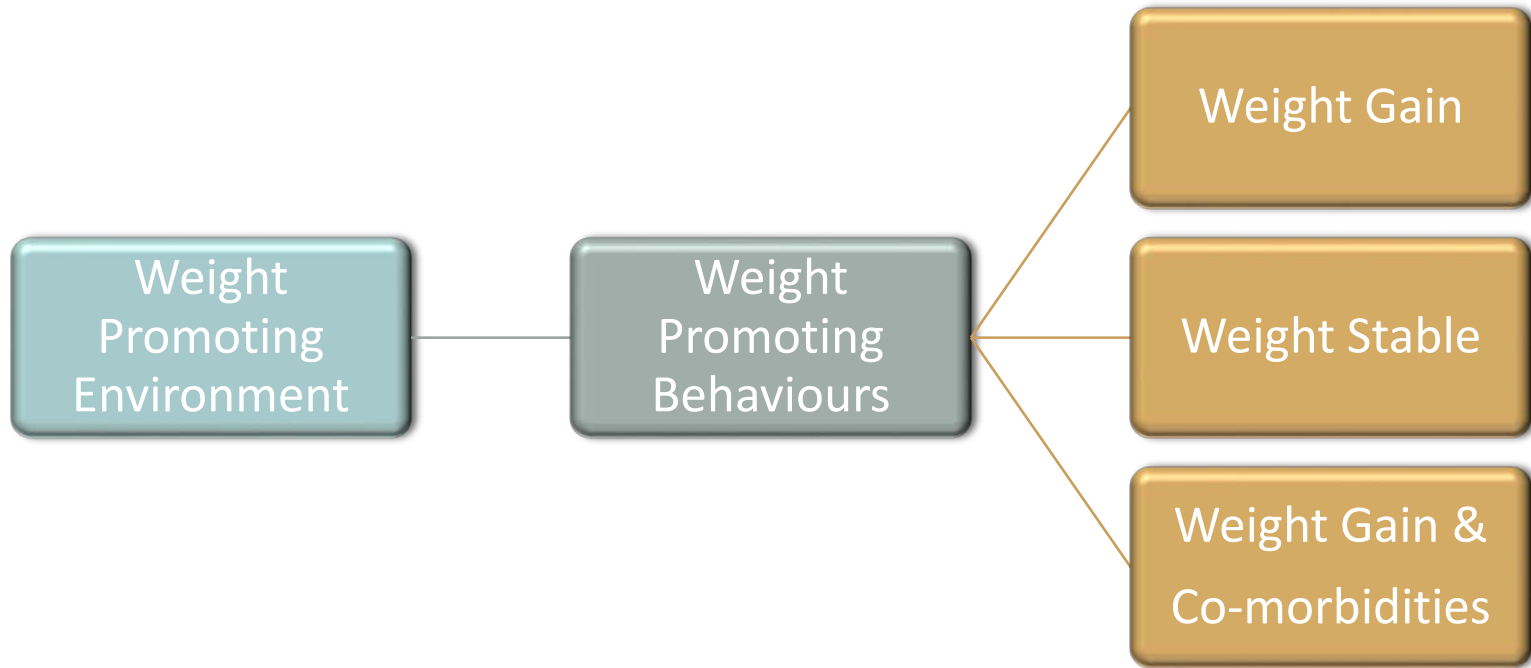 Weight
Promoting
Environment
Weight
Promoting
Behaviours
Weight Gain
Weight Stable
Weight Gain &
Co-morbidities